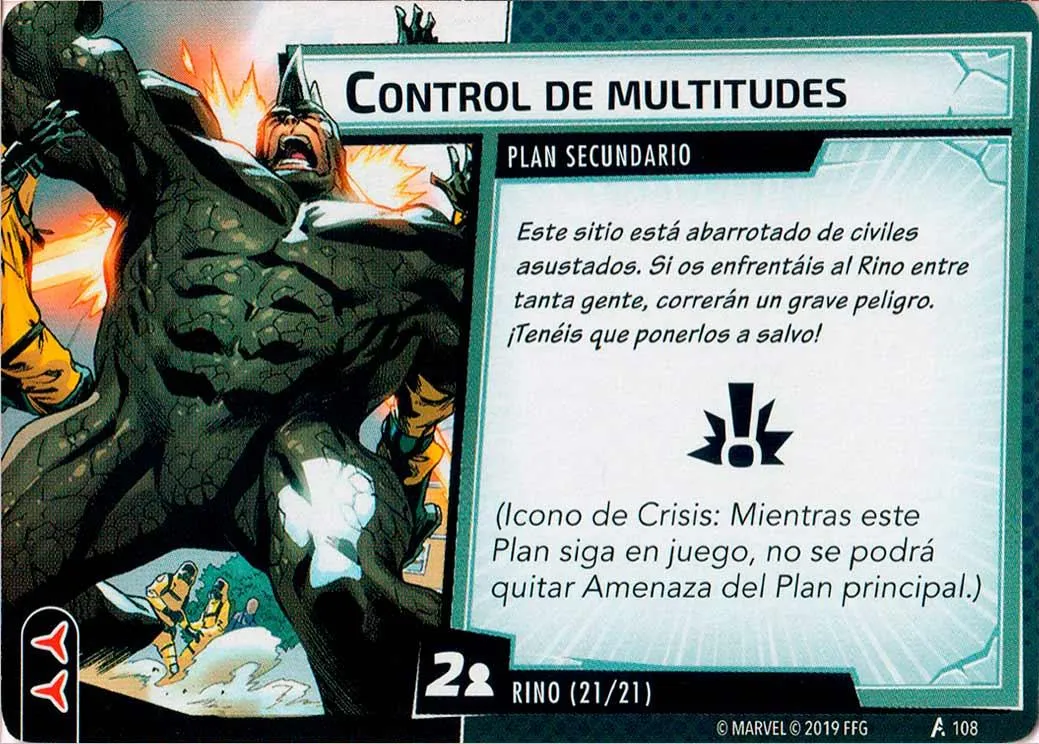 CONTROL DE MULTITUDES
PLAN SECUNDARIO
Este sitio está abarrotado de civiles
asustados. Si os enfrentáis al Rino entre
tanta gente, correrán un grave peligro.
¡Tenéis que ponerlos a salvo!
(Icono de Crisis: Mientras este
Plan siga en juego, no se podrá
quitar Amenaza del Plan principal.)
2
RINO (21/21)
© MARVEL © 2019 FFG
108